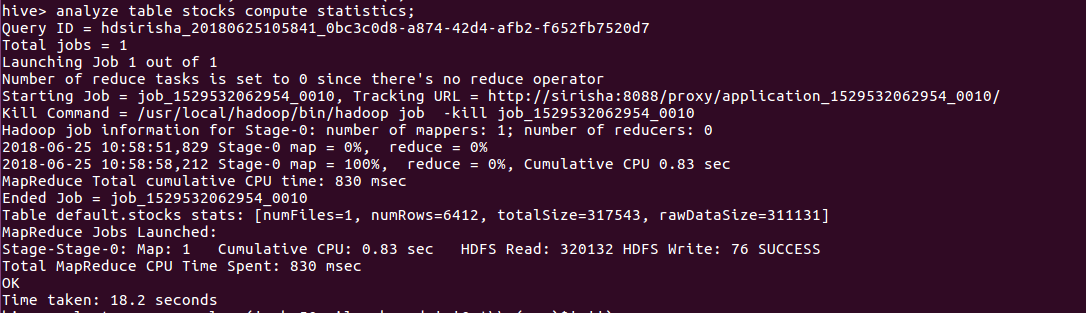 hive> analyze table stocks compute statistics;
Query ID = hdsirisha_20180625105841_0bc3c0d8-a874-42d4-afb2-f652fb7520d7
Total jobs = 1
Launching Job 1 out of 1
Number of reduce tasks is set to 0 since there's no reduce operator
Starting Job = job_1529532062954_0010, Tracking URL = http://sirisha:8088/proxy/application_1529532062954_0010/
Kill Command = /usr/local/hadoop/bin/hadoop job  -kill job_1529532062954_0010
Hadoop job information for Stage-0: number of mappers: 1; number of reducers: 0
2018-06-25 10:58:51,829 Stage-0 map = 0%,  reduce = 0%
2018-06-25 10:58:58,212 Stage-0 map = 100%,  reduce = 0%, Cumulative CPU 0.83 sec
MapReduce Total cumulative CPU time: 830 msec
Ended Job = job_1529532062954_0010
Table default.stocks stats: [numFiles=1, numRows=6412, totalSize=317543, rawDataSize=311131]
MapReduce Jobs Launched:
Stage-Stage-0: Map: 1   Cumulative CPU: 0.83 sec   HDFS Read: 320132 HDFS Write: 76 SUCCESS
Total MapReduce CPU Time Spent: 830 msec
OK
Time taken: 18.2 seconds